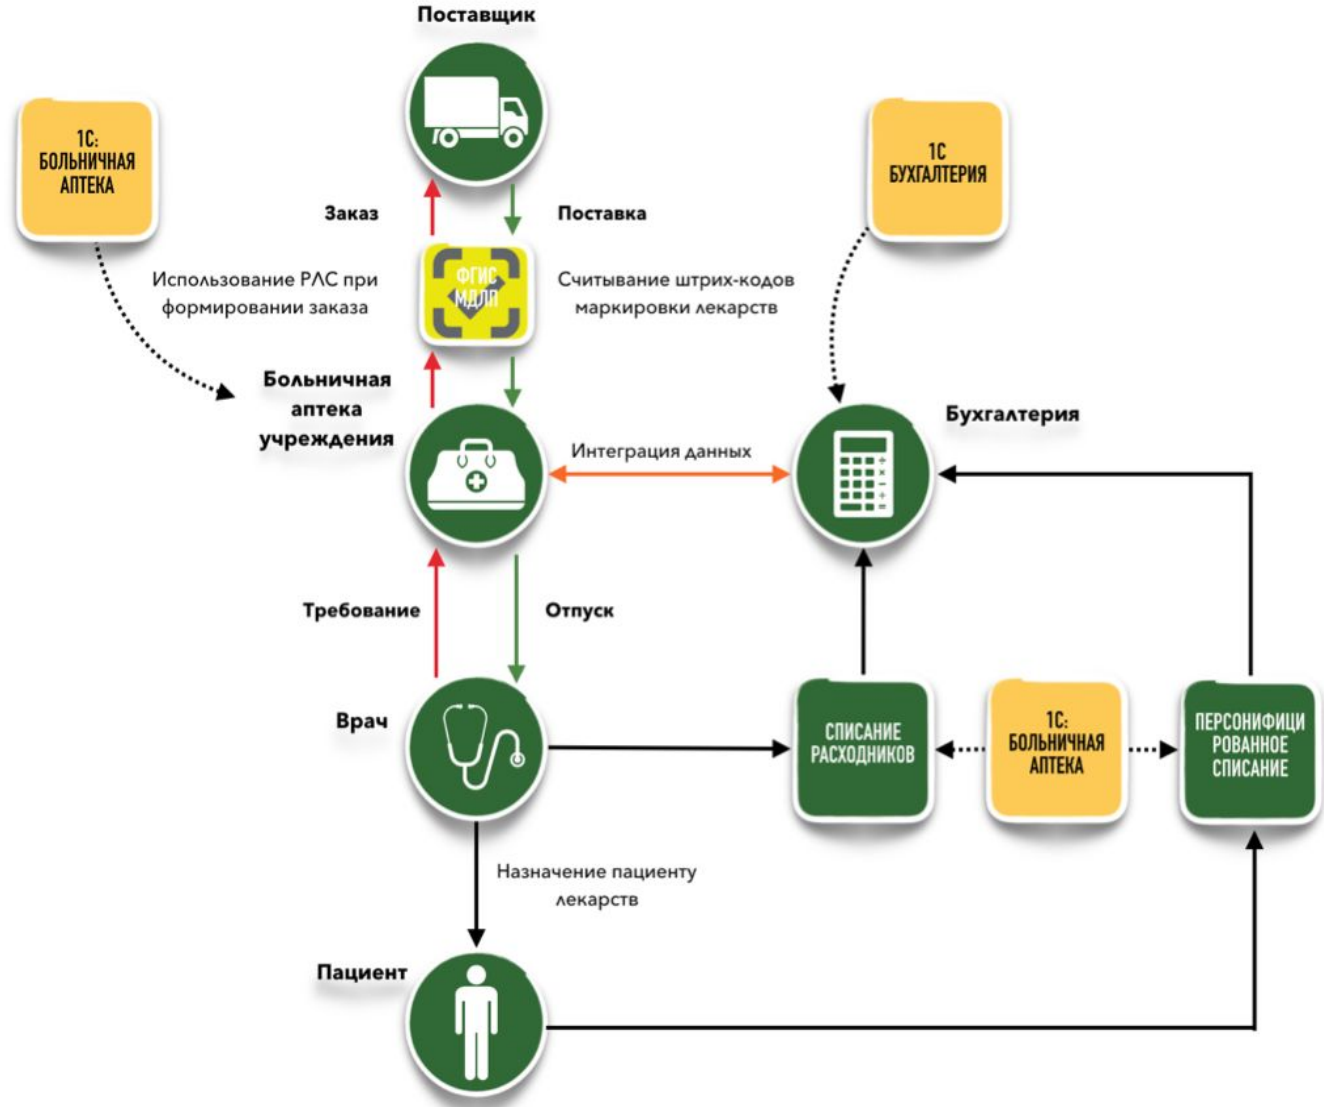 Поставщик
1С:
БОЛЬНИЧНАЯ
АПТЕКА
1С
БУХГАЛТЕРИЯ
Заказ
Поставка
Использование РЛС при
формировании заказа
ФГИС
МДЛП
Считывание штрих-кодов
маркировки лекарств
Больничная
аптека
учреждения
Интеграция данных
Бухгалтерия
Требование
Отпуск
Врач
СПИСАНИЕ
РАСХОДНИКОВ
1С:
БОЛЬНИЧНАЯ
АПТЕКА
ПЕРСОНИФИЦИ
РОВАННОЕ
СПИСАНИЕ
Назначение пациенту
лекарств
Пациент